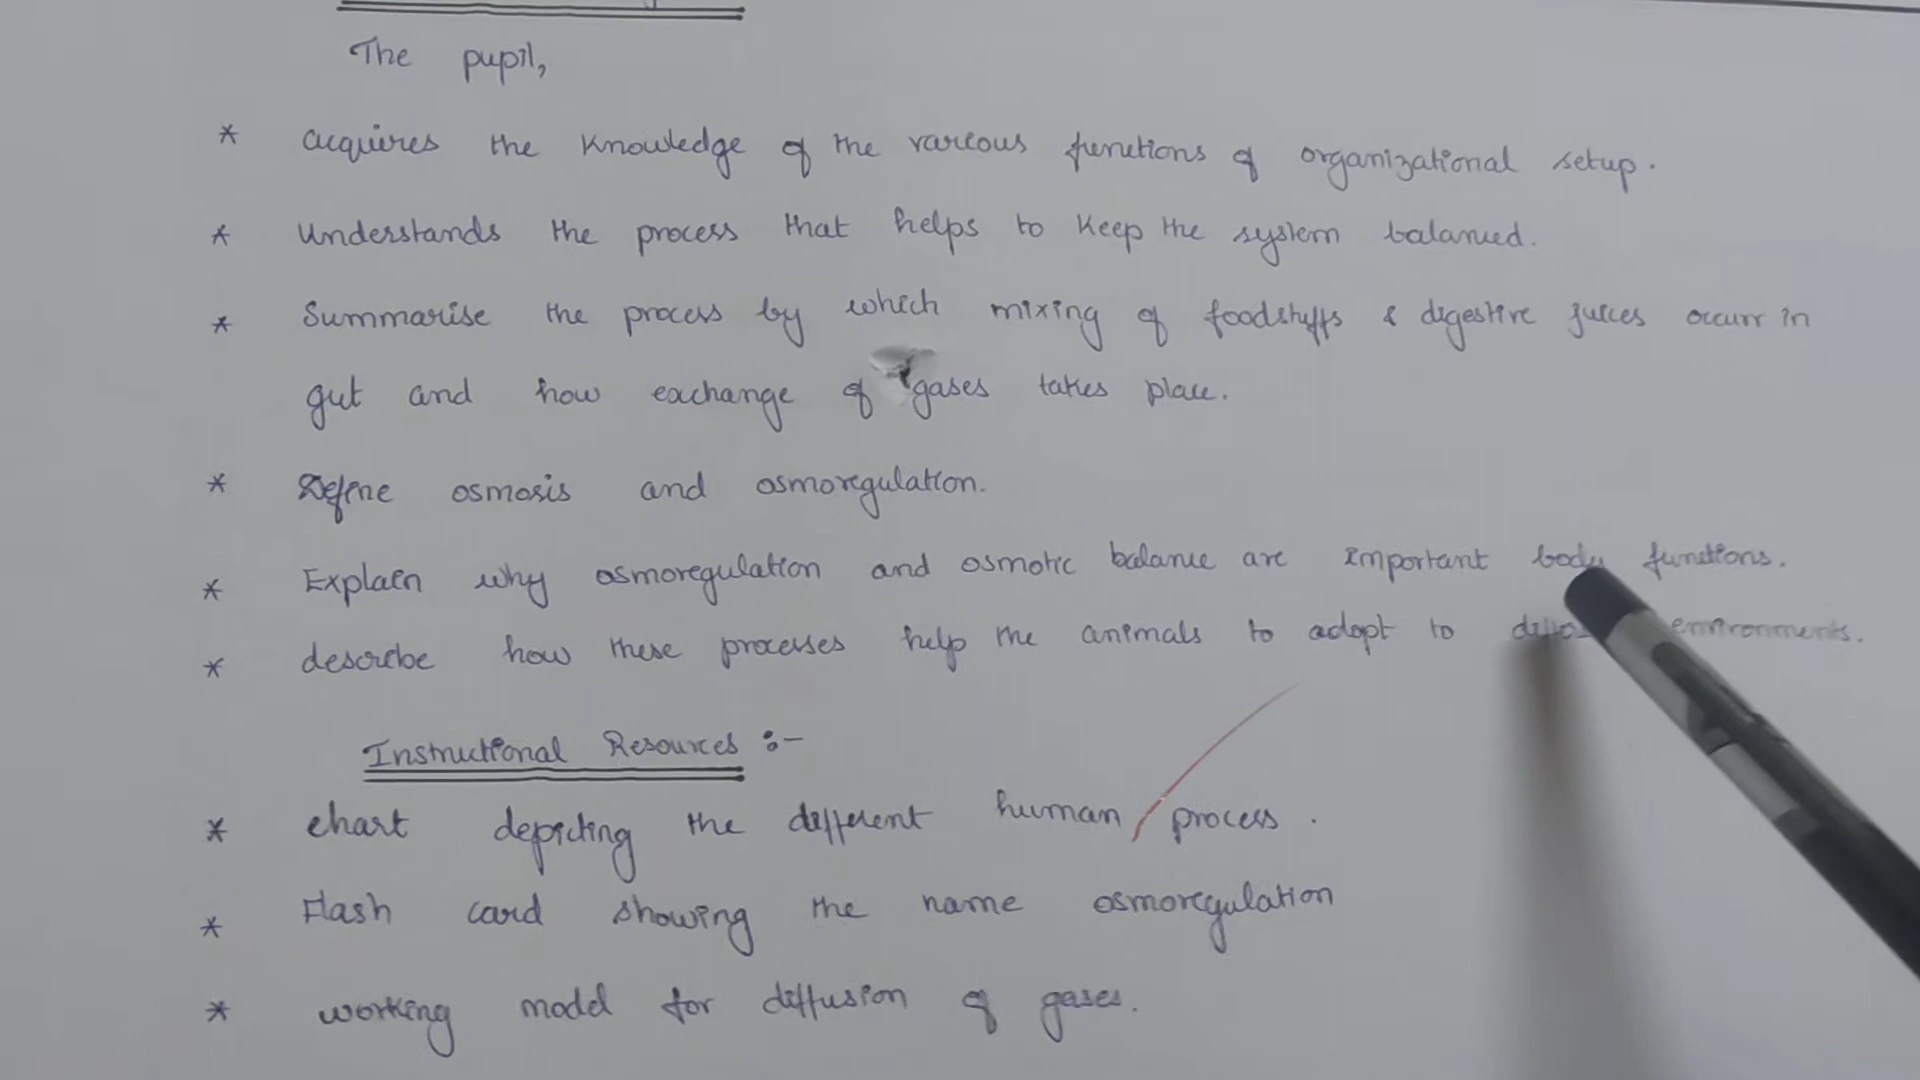 The pupil,
* acquires the knowledge of the various functions of organizational setup.
* Understands the process that helps to keep the system balanced.
* Summarise the process by which mixing of foodstuffs & digestive juices occurr in
gut and how exchange of gases takes place.
* Define osmosis and osmoregulation.
* Explain why osmoregulation and osmotic balance are important body functions.
* describe how these processes help the animals to adopt to environments.
Instructional Resources :-
* chart depicting the different human process.
* Flash card showing the name osmoregulation
* working model for diffusion of gases.